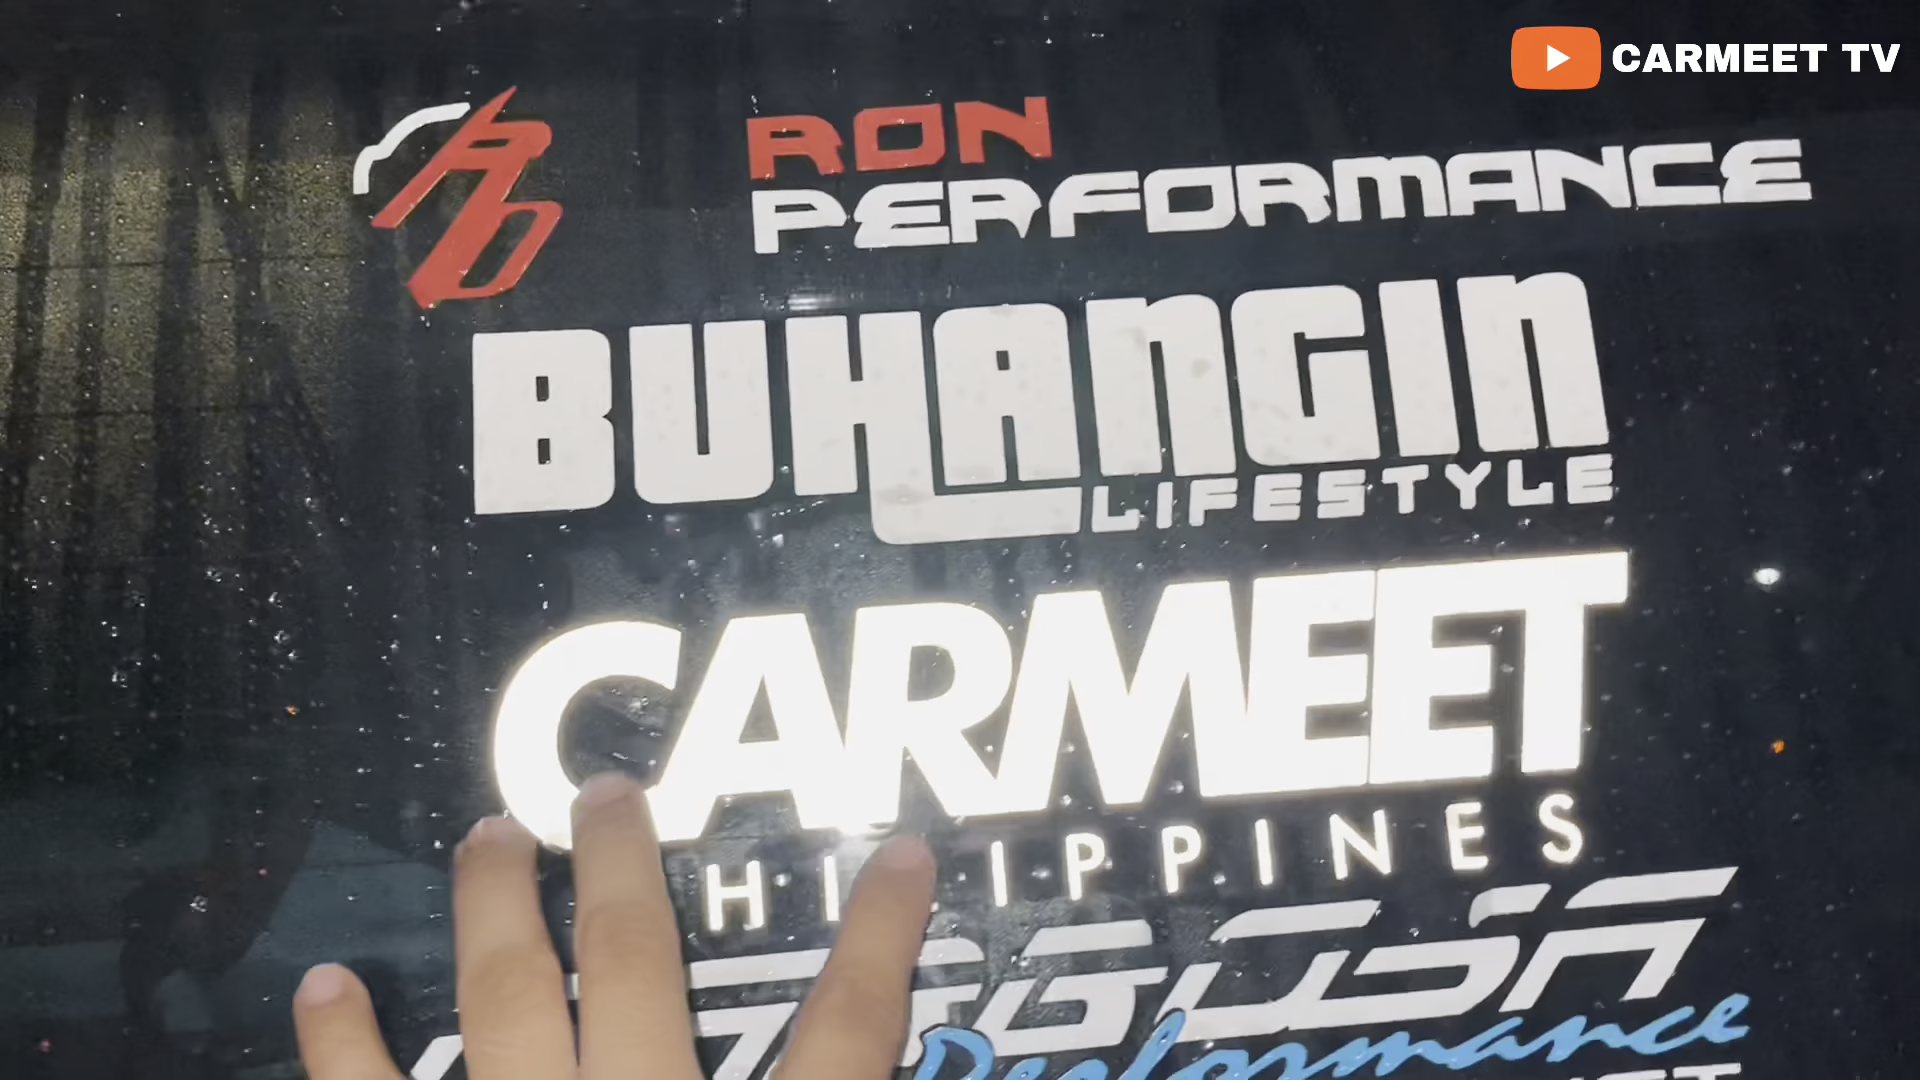 CARMEET TV
RON
PERFORMANCE
BUHANGIN
LIFESTYLE
CARMEET
PHILIPPINES
Performance